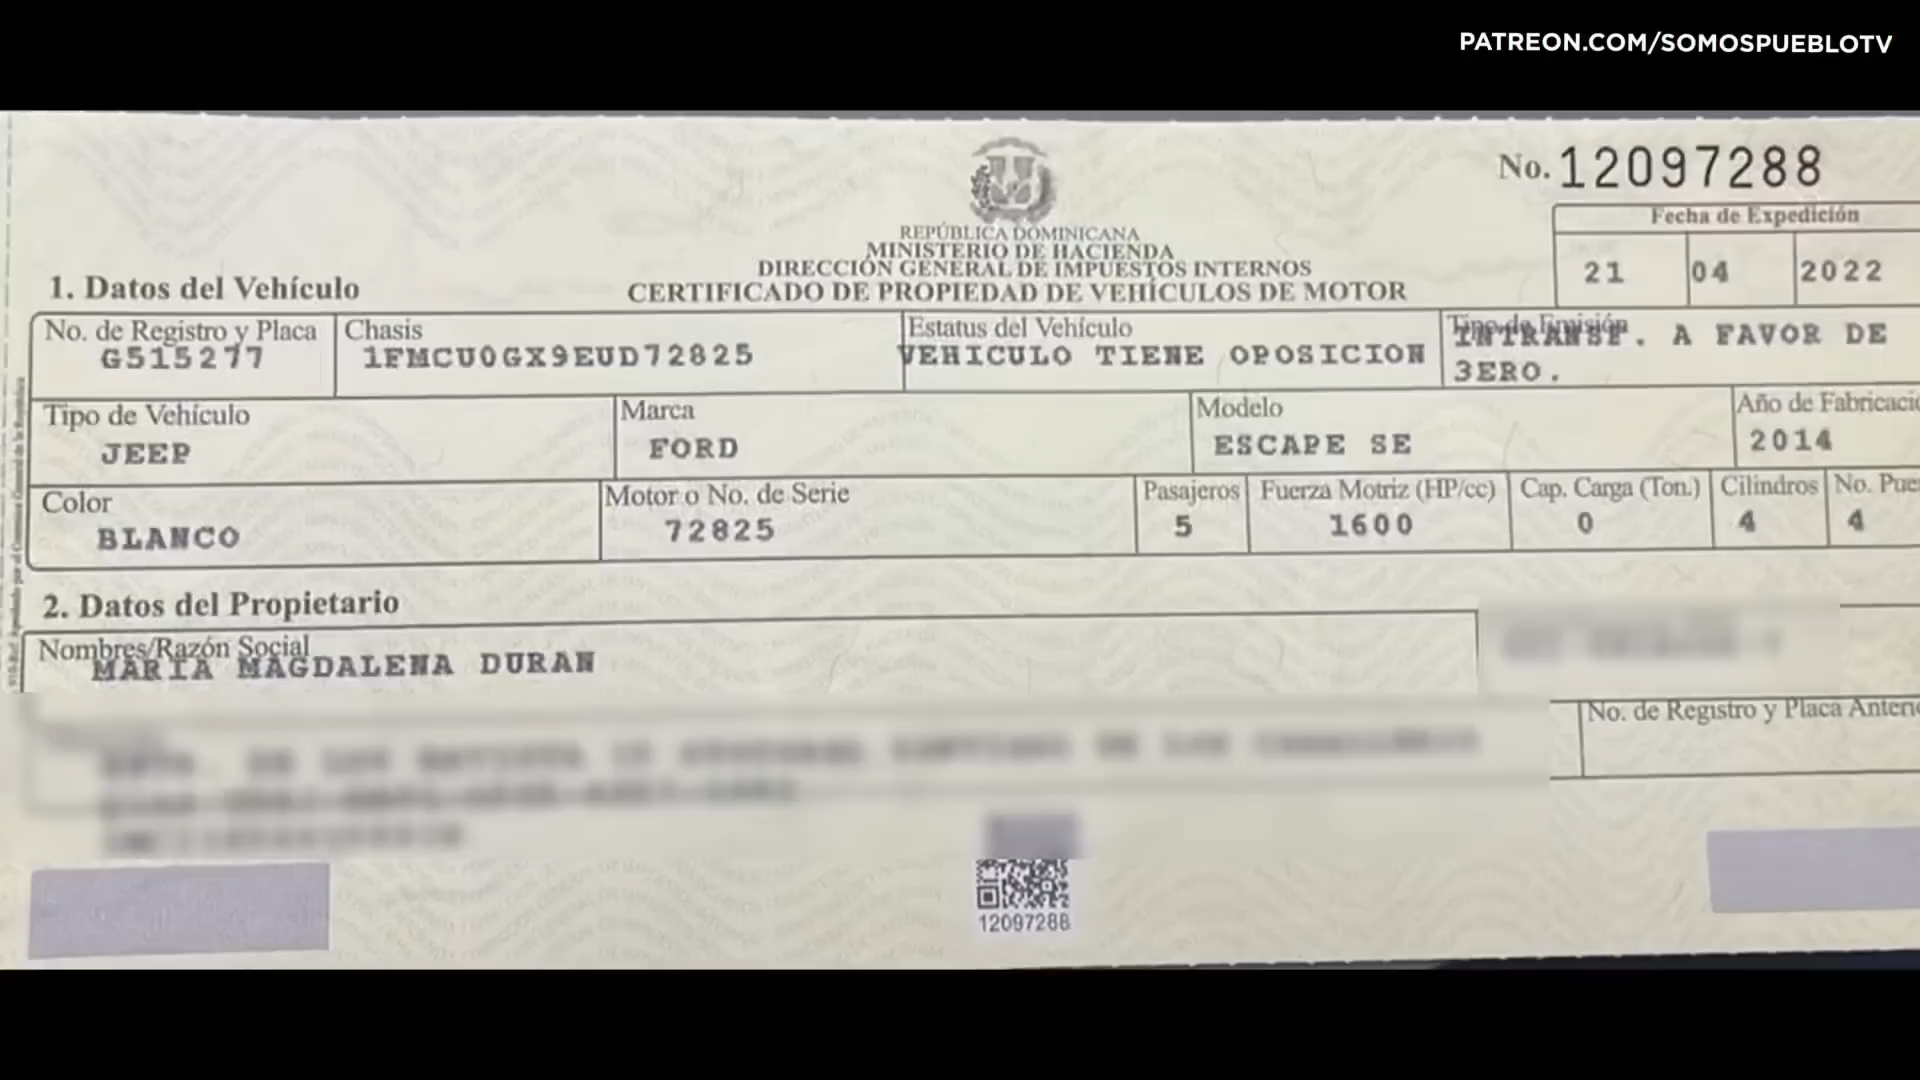 PATREON.COM/SOMOSPUEBLOTV
No. 12097288
Fecha de Expedición
21 04 2022
REPÚBLICA DOMINICANA
MINISTERIO DE HACIENDA
DIRECCIÓN GENERAL DE IMPUESTOS INTERNOS
CERTIFICADO DE PROPIEDAD DE VEHÍCULOS DE MOTOR
1. Datos del Vehículo
No. de Registro y Placa
G515277
Chasis
1FMCU0GX9EUD72825
Estatus del Vehículo
VEHICULO TIENE OPOSICION
Tipo de Emisión
INTRANSF. A FAVOR DE
3ERO.
Tipo de Vehículo
JEEP
Marca
FORD
Modelo
ESCAPE SE
Año de Fabricació
2014
Color
BLANCO
Motor o No. de Serie
72825
Pasajeros
5
Fuerza Motriz (HP/cc)
1600
Cap. Carga (Ton.)
0
Cilindros
4
No. Pue
4
2. Datos del Propietario
Nombres/Razón Social
MARIA MAGDALENA DURAN
No. de Registro y Placa Anterio
12097288